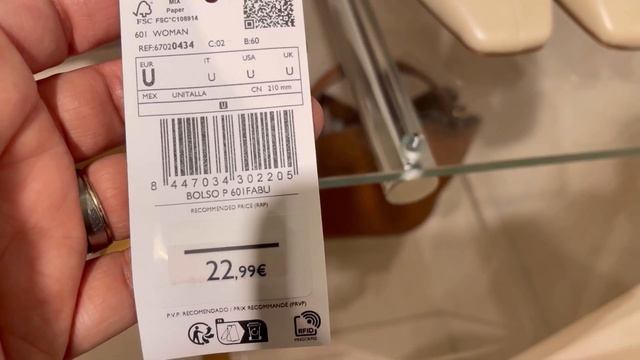 MIX
Paper
FSC
FSC®C108914
601 WOMAN
REF:67020434 C:02 B:60
EUR IT USA UK
U U U U
MEX UNITALLA CN 210 mm
U
8 447034 302205
BOLSO P 601FABU
RECOMMENDED PRICE (RRP)
22,99€
P.V.P. RECOMENDADO / PRIX RECOMMANDÉ (PRVP)
RFID